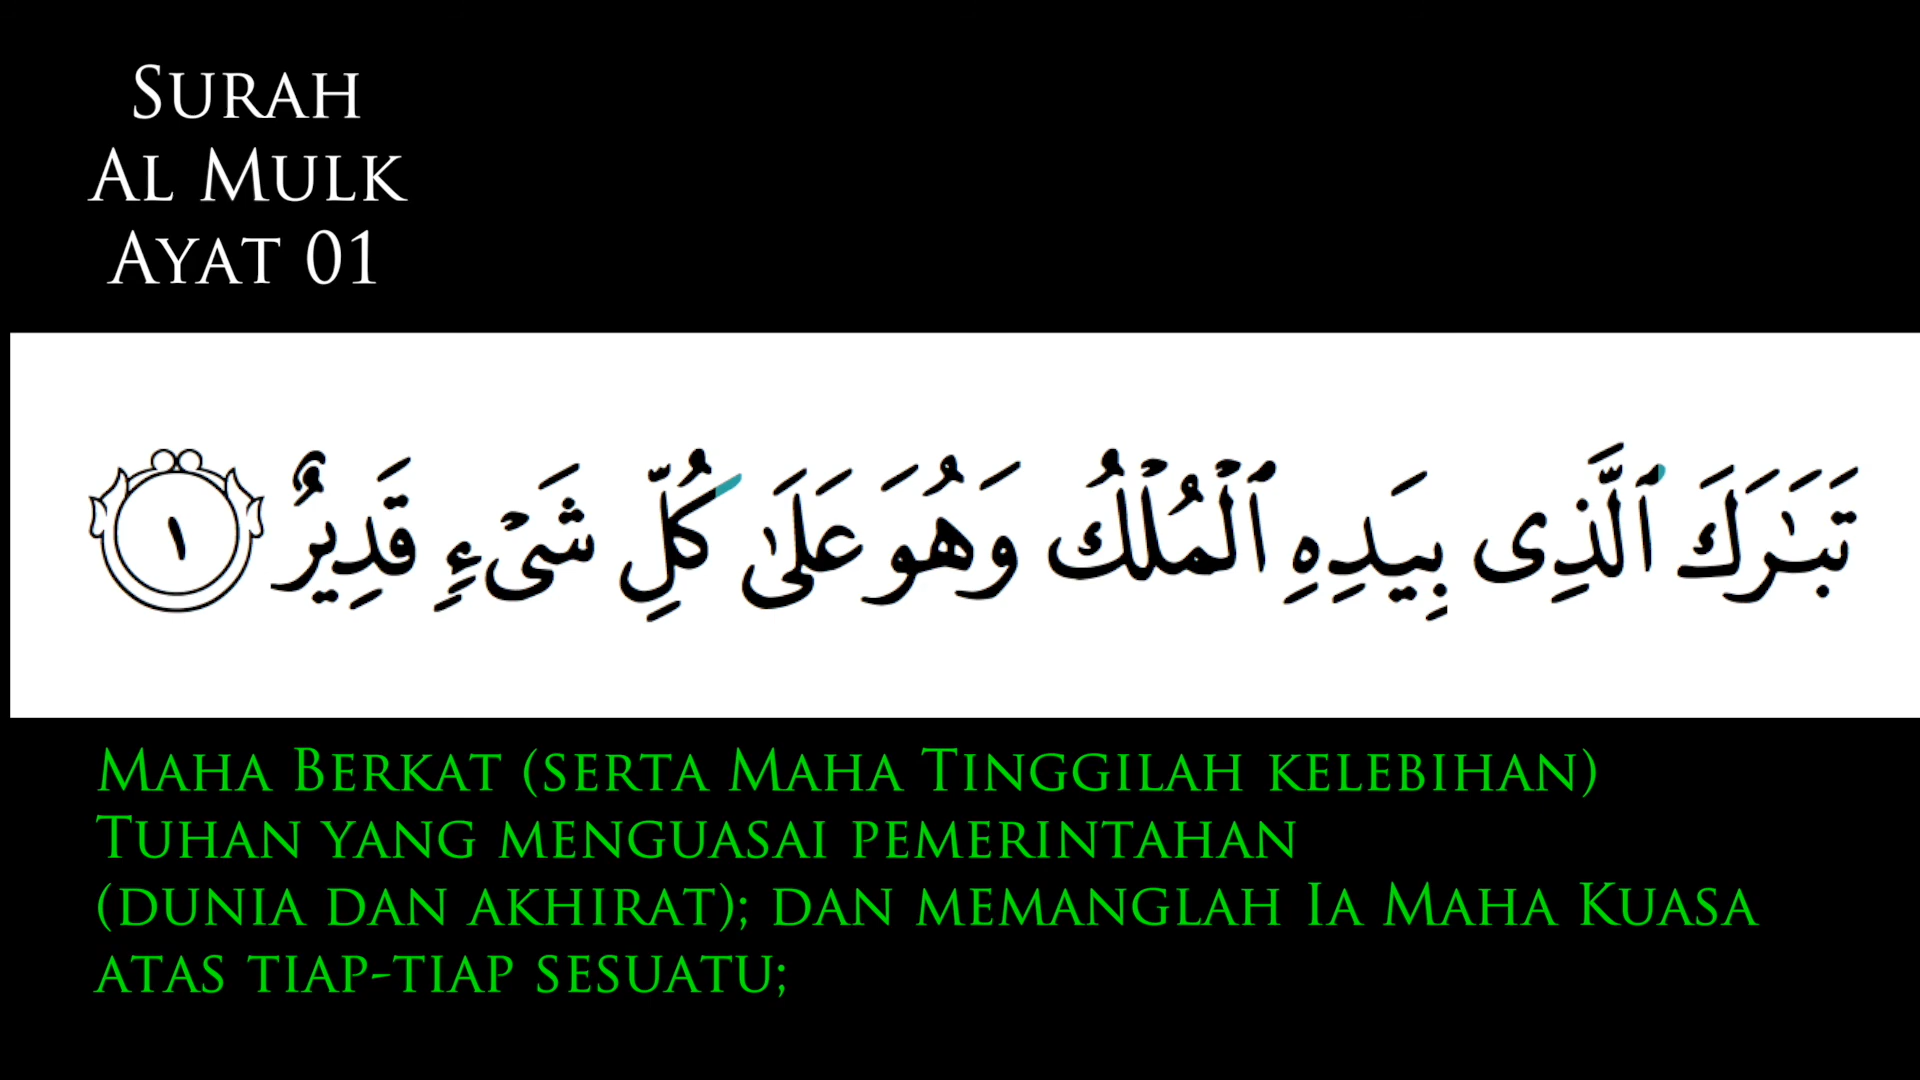 Surah
Al Mulk
Ayat 01
تَبَـٰرَكَ ٱلَّذِى بِيَدِهِ ٱلْمُلْكُ وَهُوَ عَلَىٰ كُلِّ شَىْءٍ قَدِيرٌ ١
Maha Berkat (serta Maha Tinggilah kelebihan)
Tuhan yang menguasai pemerintahan
(dunia dan akhirat); dan memanglah Ia Maha Kuasa
atas tiap-tiap sesuatu;